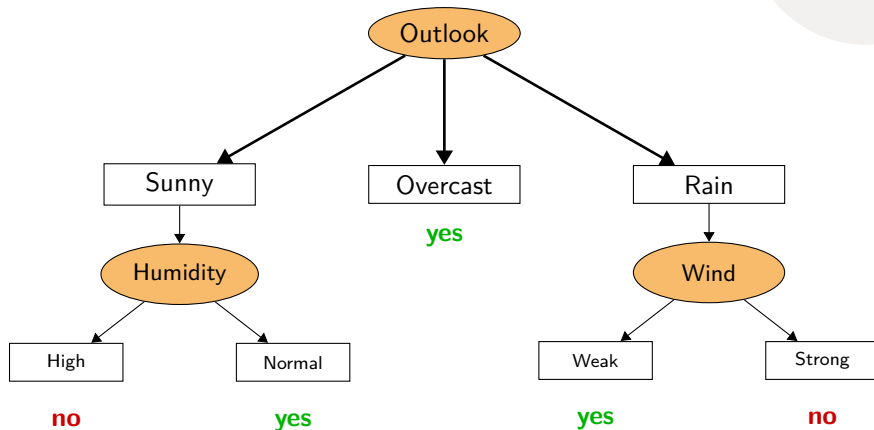 Outlook
Sunny
Overcast
Rain
yes
Humidity
Wind
High
Normal
Weak
Strong
no
yes
yes
no